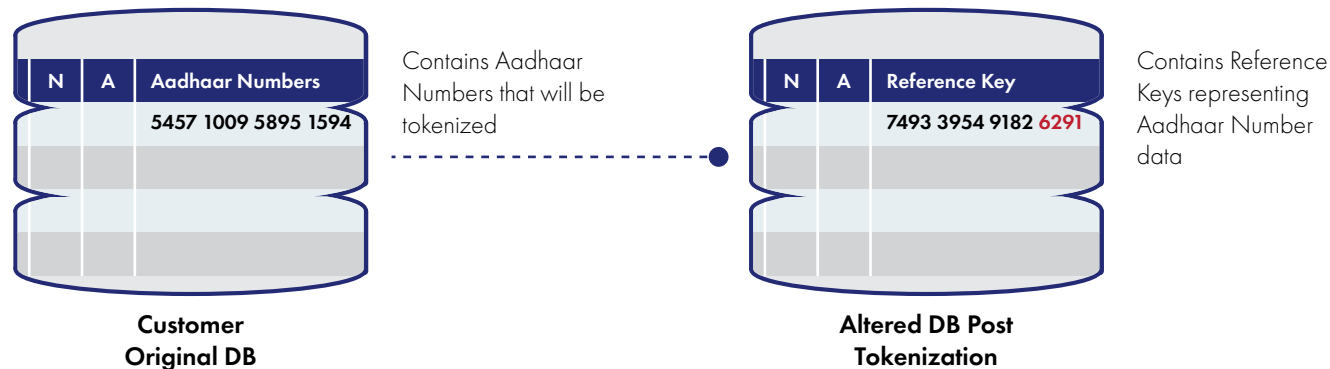 N A Aadhaar Numbers
5457 1009 5895 1594
Contains Aadhaar
Numbers that will be
tokenized
N A Reference Key
7493 3954 9182 6291
Contains Reference
Keys representing
Aadhaar Number
data
Customer
Original DB
Altered DB Post
Tokenization